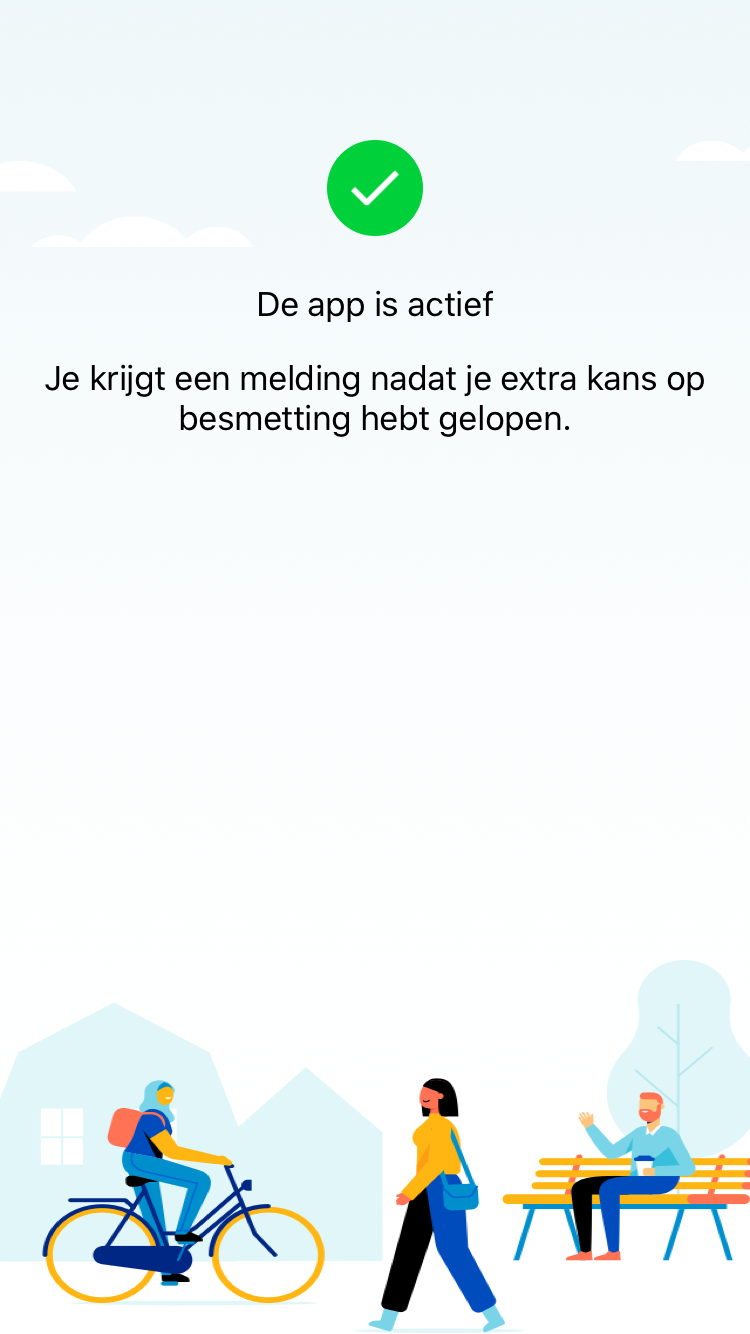 De app is actief
Je krijgt een melding nadat je extra kans op
besmetting hebt gelopen.